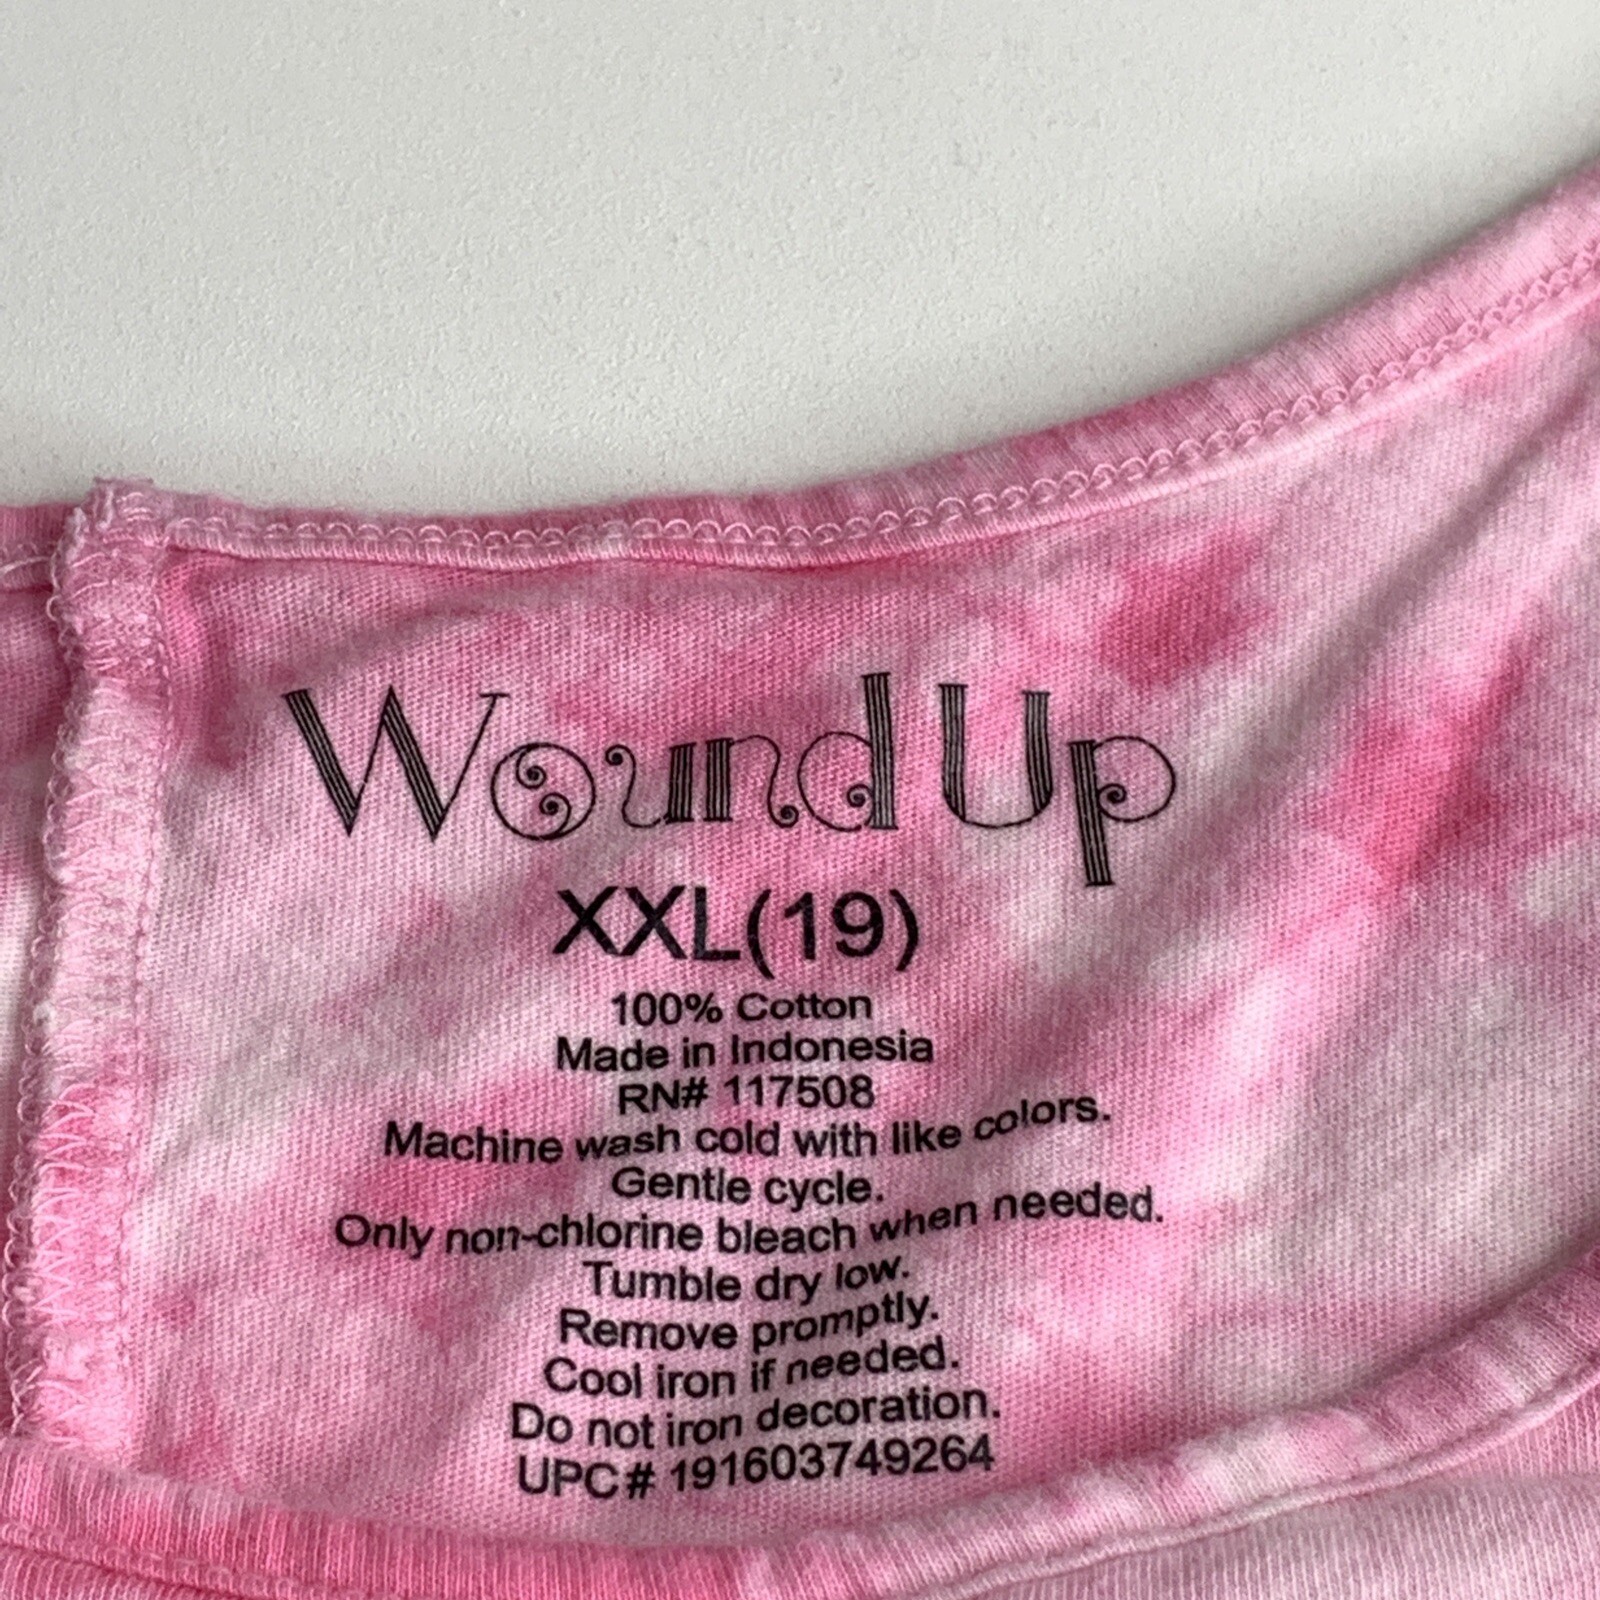 Wound Up
XXL(19)
100% Cotton
Made in Indonesia
RN# 117508
Machine wash cold with like colors.
Gentle cycle.
Only non-chlorine bleach when needed.
Tumble dry low.
Remove promptly.
Cool iron if needed.
Do not iron decoration.
UPC# 191603749264